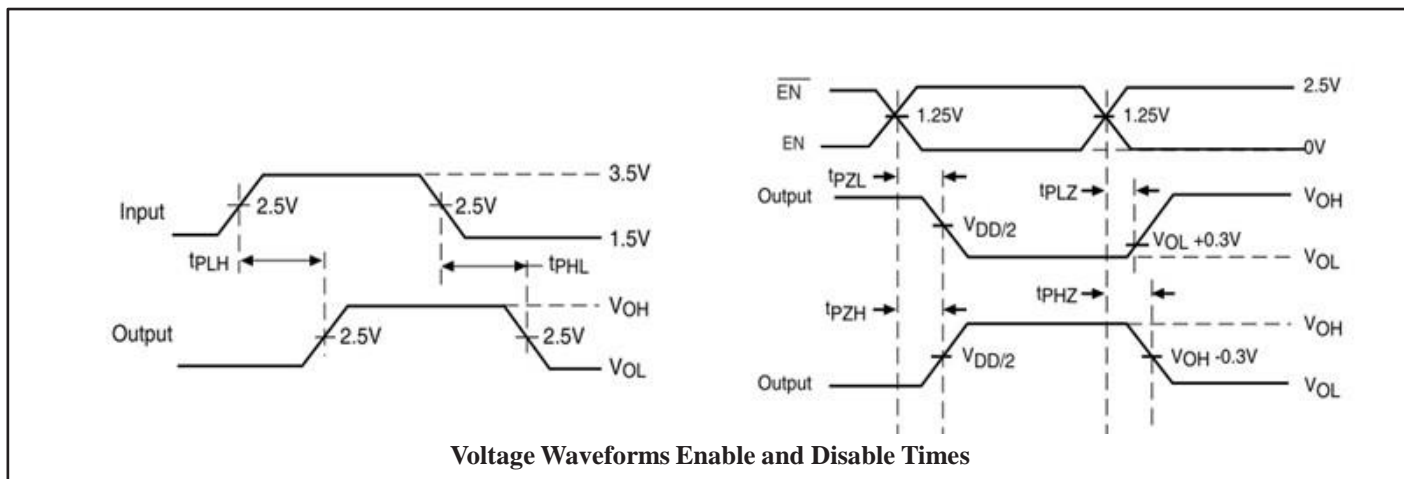 3.5V
Input
2.5V
2.5V
1.5V
tPLH
tPHL
VOH
Output
2.5V
2.5V
VOL
EN
2.5V
1.25V
1.25V
EN
0V
tPZL
tPLZ
Output
VOH
VDD/2
VOL +0.3V
VOL
tPZH
tPHZ
VOH
VDD/2
VOH -0.3V
Output
VOL
Voltage Waveforms Enable and Disable Times